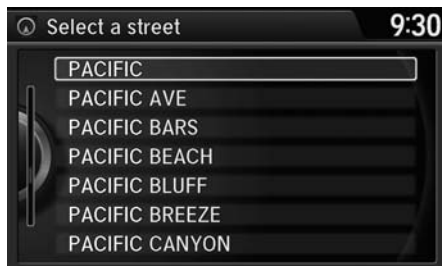 Select a street
9:30
PACIFIC
PACIFIC AVE
PACIFIC BARS
PACIFIC BEACH
PACIFIC BLUFF
PACIFIC BREEZE
PACIFIC CANYON